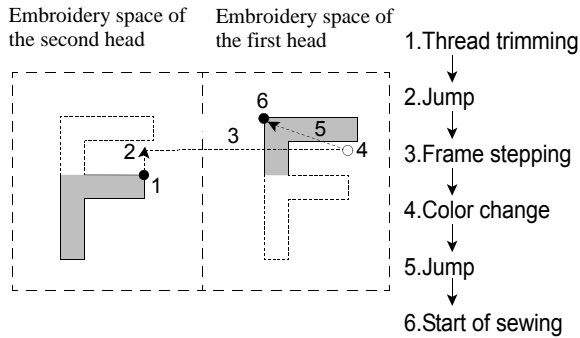 Embroidery space of
the second head
Embroidery space of
the first head
1.Thread trimming
2.Jump
3.Frame stepping
4.Color change
5.Jump
6.Start of sewing
6
5
3
4
2
1